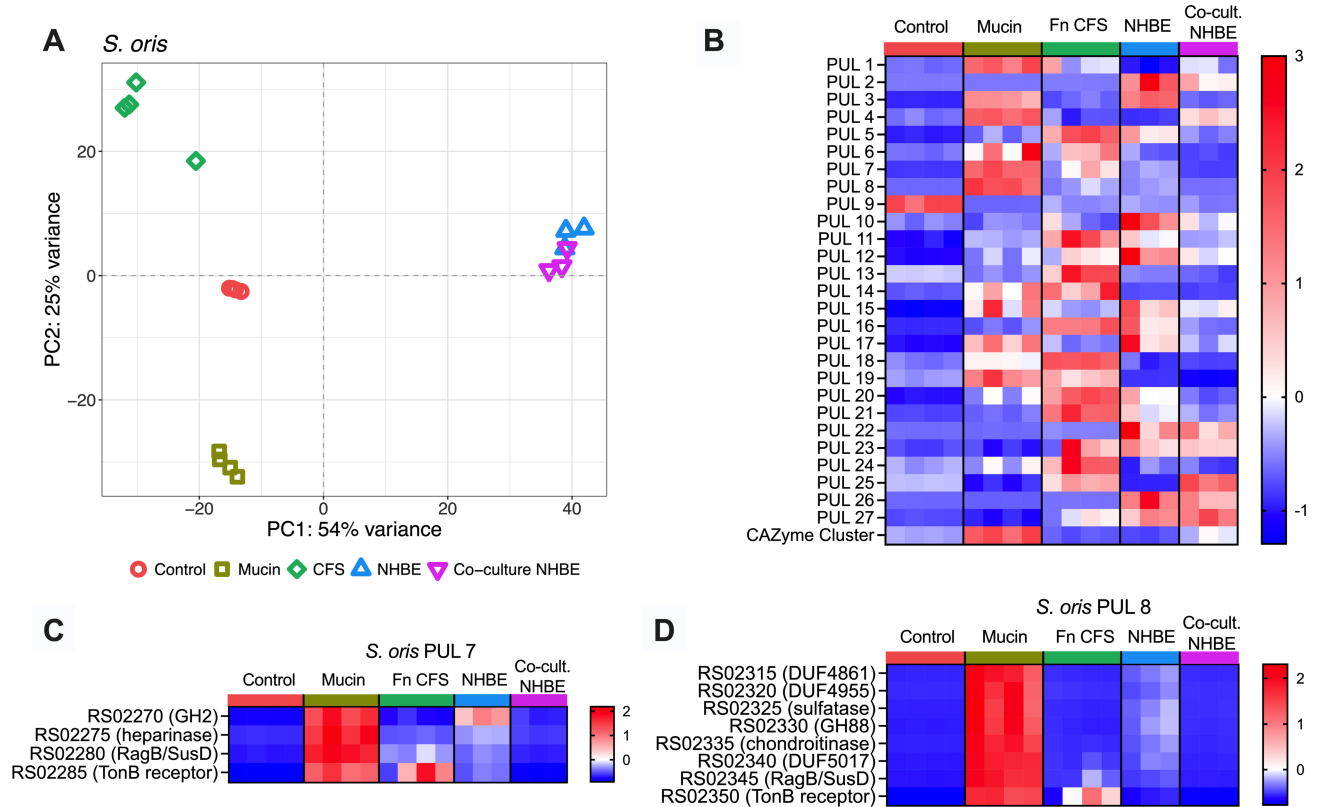 A
S. oris
20
0
−20
−20
0
20
40
PC2: 25% variance
PC1: 54% variance
Control
Mucin
CFS
NHBE
Co−culture NHBE
B
Control
Mucin
Fn CFS
NHBE
Co-cult.
NHBE
PUL 1
PUL 2
PUL 3
PUL 4
PUL 5
PUL 6
PUL 7
PUL 8
PUL 9
PUL 10
PUL 11
PUL 12
PUL 13
PUL 14
PUL 15
PUL 16
PUL 17
PUL 18
PUL 19
PUL 20
PUL 21
PUL 22
PUL 23
PUL 24
PUL 25
PUL 26
PUL 27
CAZyme Cluster
3
2
1
0
-1
C
S. oris PUL 7
Control
Mucin
Fn CFS
NHBE
Co-cult.
NHBE
RS02270 (GH2)
RS02275 (heparinase)
RS02280 (RagB/SusD)
RS02285 (TonB receptor)
2
1
0
D
S. oris PUL 8
Control
Mucin
Fn CFS
NHBE
Co-cult.
NHBE
RS02315 (DUF4861)
RS02320 (DUF4955)
RS02325 (sulfatase)
RS02330 (GH88)
RS02335 (chondroitinase)
RS02340 (DUF5017)
RS02345 (RagB/SusD)
RS02350 (TonB receptor)
2
1
0